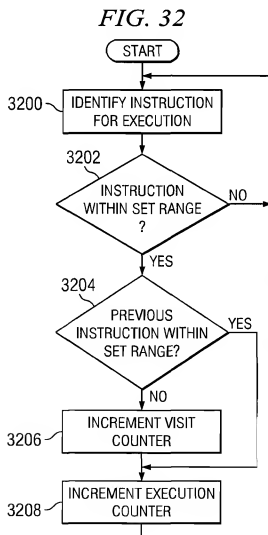 FIG. 32
START
3200
IDENTIFY INSTRUCTION
FOR EXECUTION
3202
INSTRUCTION
WITHIN SET RANGE
?
NO
YES
3204
PREVIOUS
INSTRUCTION WITHIN
SET RANGE?
YES
NO
3206
INCREMENT VISIT
COUNTER
3208
INCREMENT EXECUTION
COUNTER